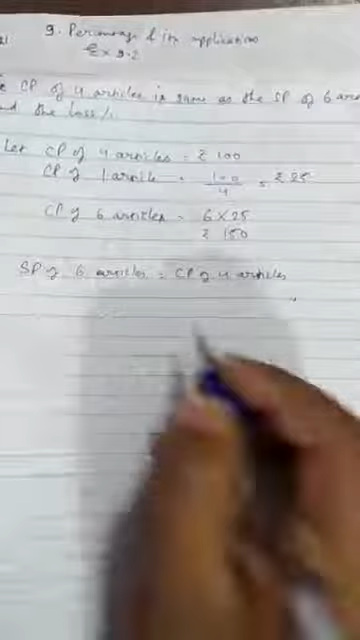 9. Percentage & its application
Ex 9.2
CP of 4 articles is same as the SP of 6
the loss%.
Let CP of 4 articles = ₹ 100
CP of 1 article = 100/4 = ₹ 25
CP of 6 articles = 6 × 25
₹ 150
SP of 6 articles = CP of 4 articles